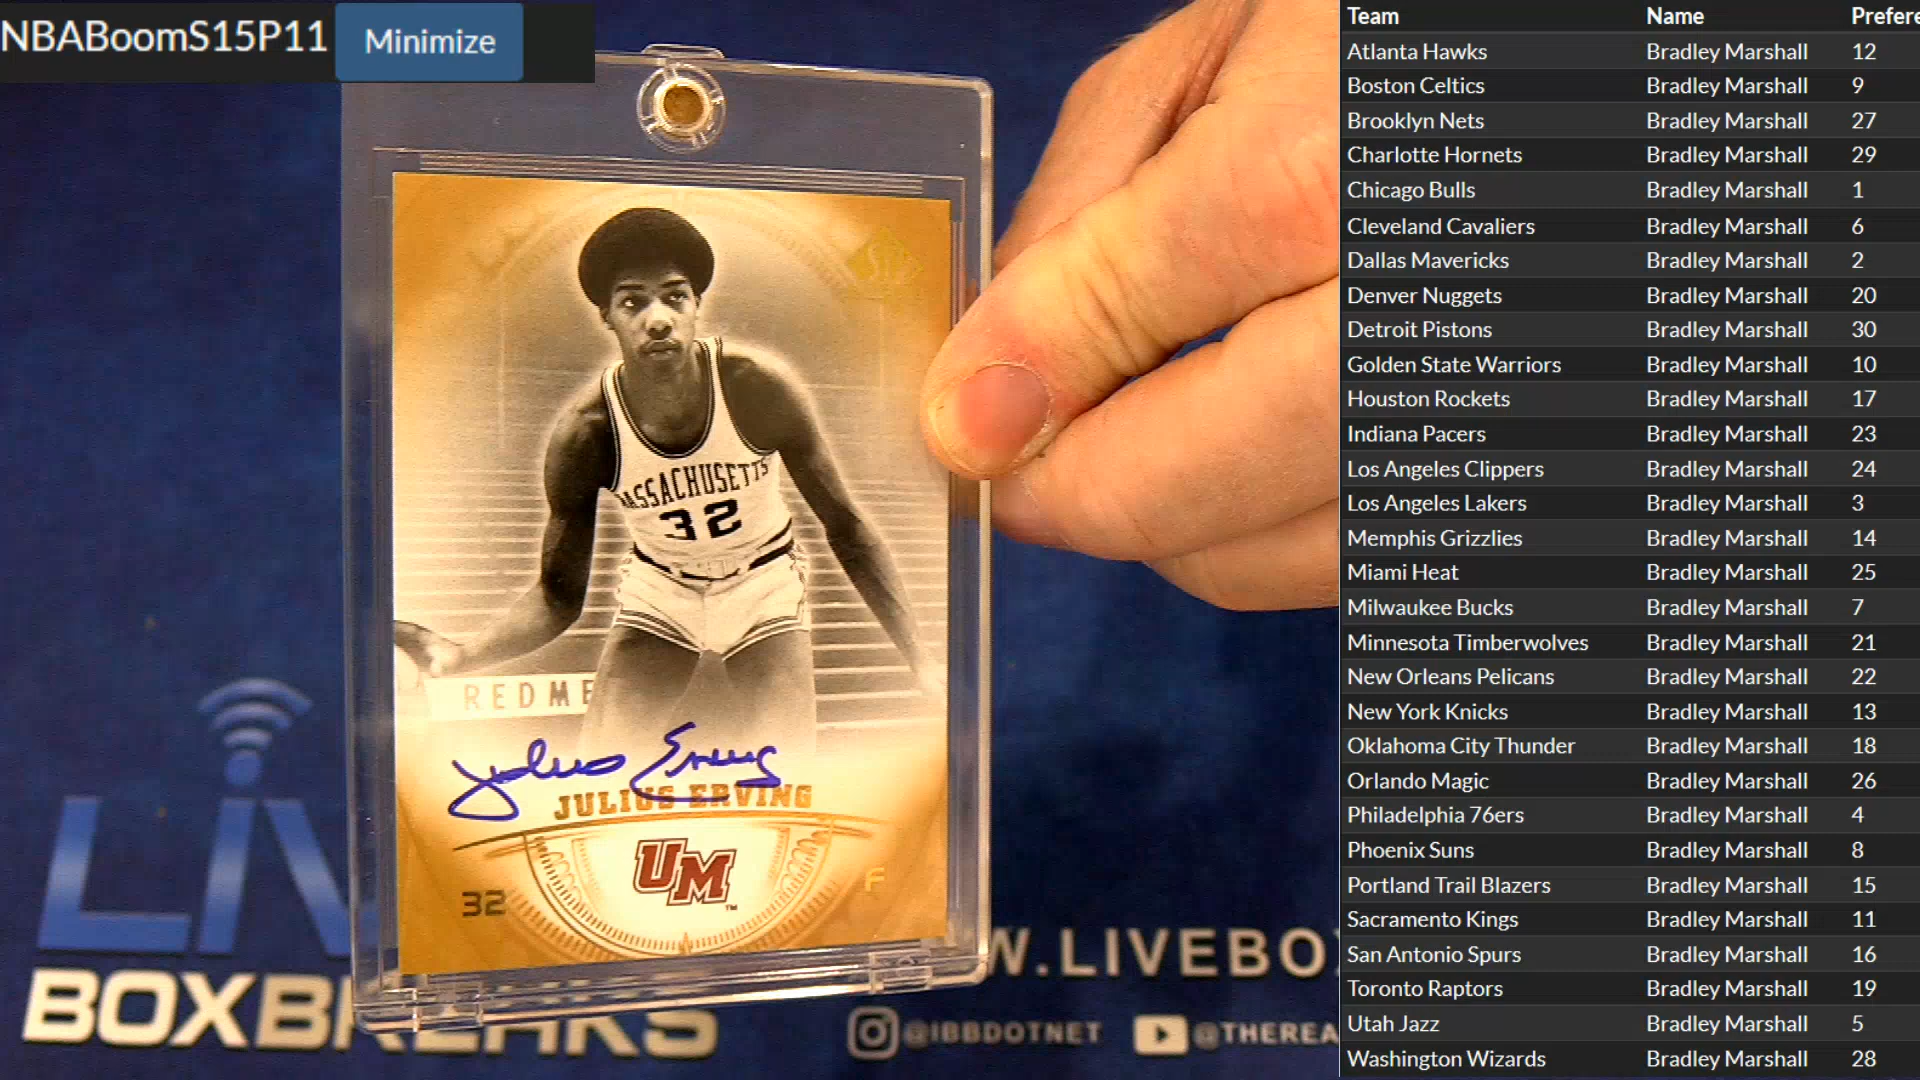 NBABoomS15P11 Minimize
SP
MASSACHUSETTS
32
REDME
Julius Erving
JULIUS ERVING
UM
TM
32
F
LIV
BOXBREAKS
W.LIVEBO
@IBBDOTNET @THEREA
Team Name Prefere
Atlanta Hawks Bradley Marshall 12
Boston Celtics Bradley Marshall 9
Brooklyn Nets Bradley Marshall 27
Charlotte Hornets Bradley Marshall 29
Chicago Bulls Bradley Marshall 1
Cleveland Cavaliers Bradley Marshall 6
Dallas Mavericks Bradley Marshall 2
Denver Nuggets Bradley Marshall 20
Detroit Pistons Bradley Marshall 30
Golden State Warriors Bradley Marshall 10
Houston Rockets Bradley Marshall 17
Indiana Pacers Bradley Marshall 23
Los Angeles Clippers Bradley Marshall 24
Los Angeles Lakers Bradley Marshall 3
Memphis Grizzlies Bradley Marshall 14
Miami Heat Bradley Marshall 25
Milwaukee Bucks Bradley Marshall 7
Minnesota Timberwolves Bradley Marshall 21
New Orleans Pelicans Bradley Marshall 22
New York Knicks Bradley Marshall 13
Oklahoma City Thunder Bradley Marshall 18
Orlando Magic Bradley Marshall 26
Philadelphia 76ers Bradley Marshall 4
Phoenix Suns Bradley Marshall 8
Portland Trail Blazers Bradley Marshall 15
Sacramento Kings Bradley Marshall 11
San Antonio Spurs Bradley Marshall 16
Toronto Raptors Bradley Marshall 19
Utah Jazz Bradley Marshall 5
Washington Wizards Bradley Marshall 28